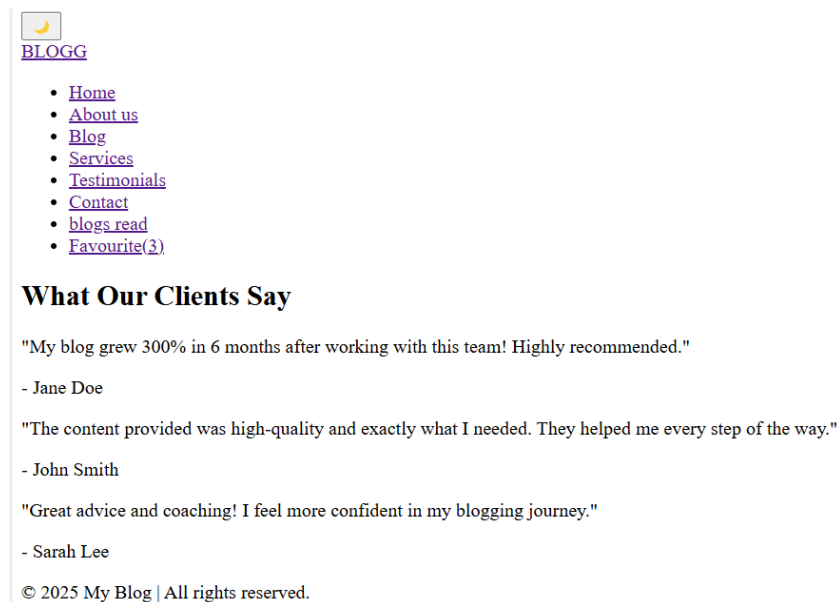 BLOGG
Home
About us
Blog
Services
Testimonials
Contact
blogs read
Favourite(3)
What Our Clients Say
"My blog grew 300% in 6 months after working with this team! Highly recommended."
- Jane Doe
"The content provided was high-quality and exactly what I needed. They helped me every step of the way."
- John Smith
"Great advice and coaching! I feel more confident in my blogging journey."
- Sarah Lee
© 2025 My Blog | All rights reserved.